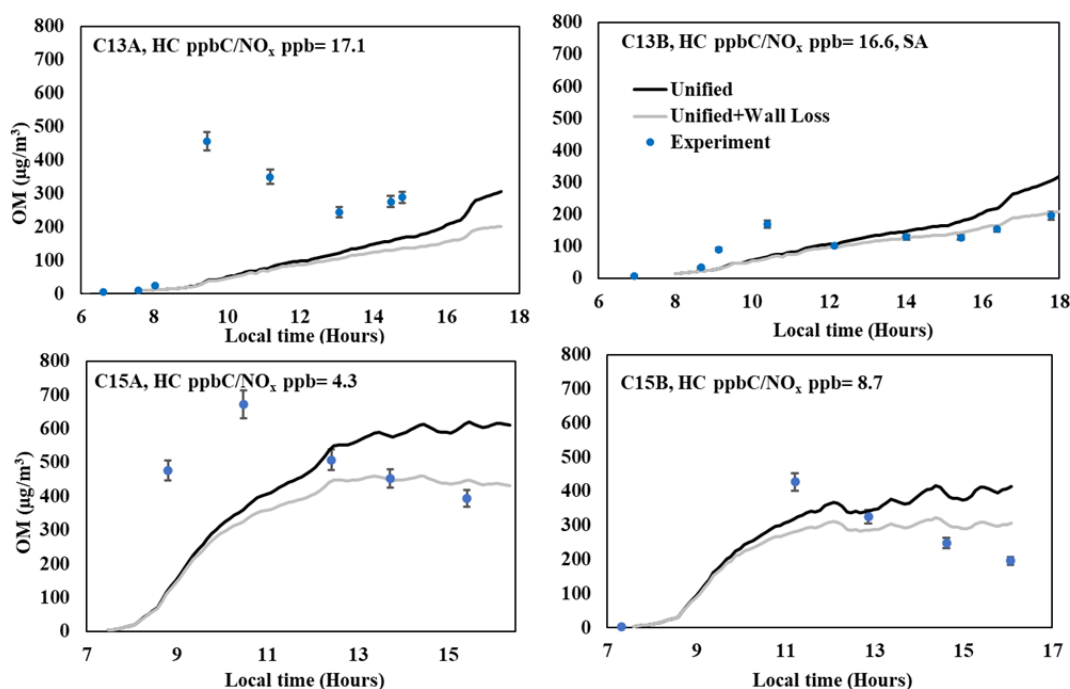 C13A, HC ppbC/NOx ppb= 17.1
800
700
600
500
400
300
200
100
0
OM (µg/m³)
6 8 10 12 14 16 18
Local time (Hours)
C13B, HC ppbC/NOx ppb= 16.6, SA
Unified
Unified+Wall Loss
Experiment
800
700
600
500
400
300
200
100
0
6 8 10 12 14 16 18
Local time (Hours)
C15A, HC ppbC/NOx ppb= 4.3
800
700
600
500
400
300
200
100
0
OM (µg/m³)
7 9 11 13 15
Local time (Hours)
C15B, HC ppbC/NOx ppb= 8.7
800
700
600
500
400
300
200
100
0
7 9 11 13 15 17
Local time (Hours)